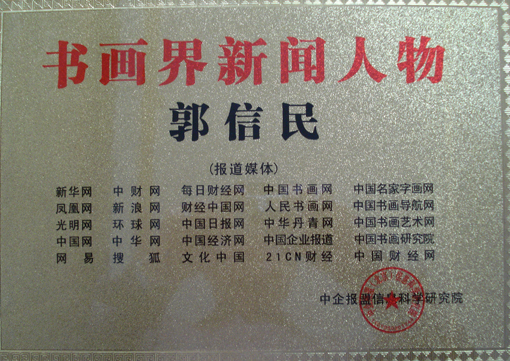 书画界新闻人物
郭信民
(报道媒体)
新华网 中财网 每日财经网 中国书画网 中国名家字画网
凤凰网 新浪网 财经中国网 人民书画网 中国书画导航网
光明网 环球网 中国日报网 中华丹青网 中国书画艺术网
中国网 中华网 中国经济网 中国企业报道 中国书画研究院
网易 搜狐 文化中国 21CN财经 中国财经网
中企报盟信息科学研究院